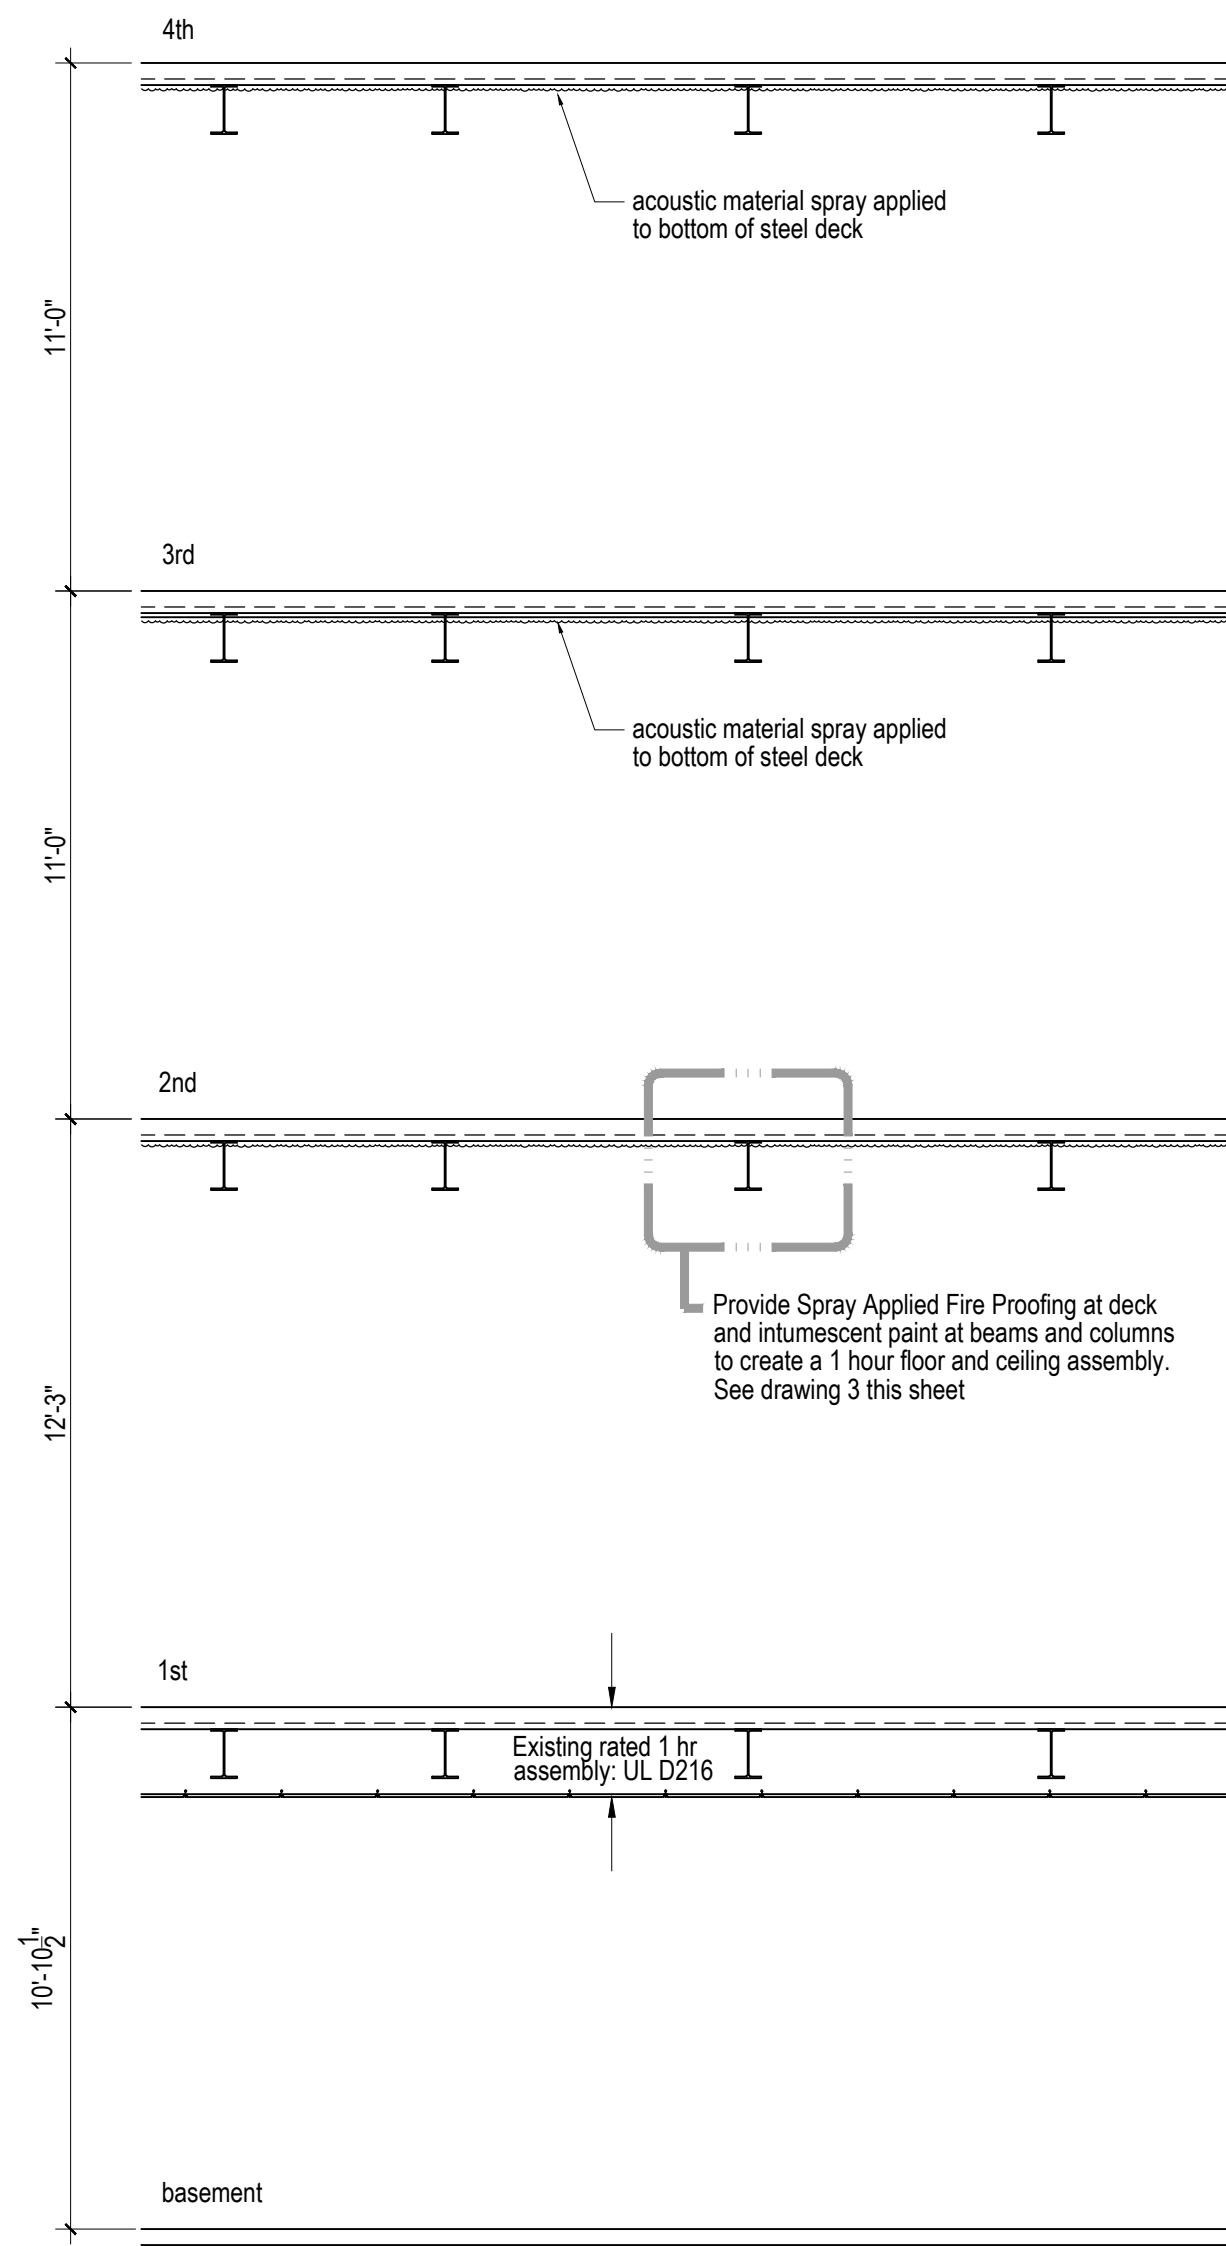 4th
acoustic material spray applied
to bottom of steel deck
11'-0"
3rd
acoustic material spray applied
to bottom of steel deck
11'-0"
2nd
Provide Spray Applied Fire Proofing at deck
and intumescent paint at beams and columns
to create a 1 hour floor and ceiling assembly.
See drawing 3 this sheet
12'-3"
1st
Existing rated 1 hr
assembly: UL D216
10'-10 1/2"
basement